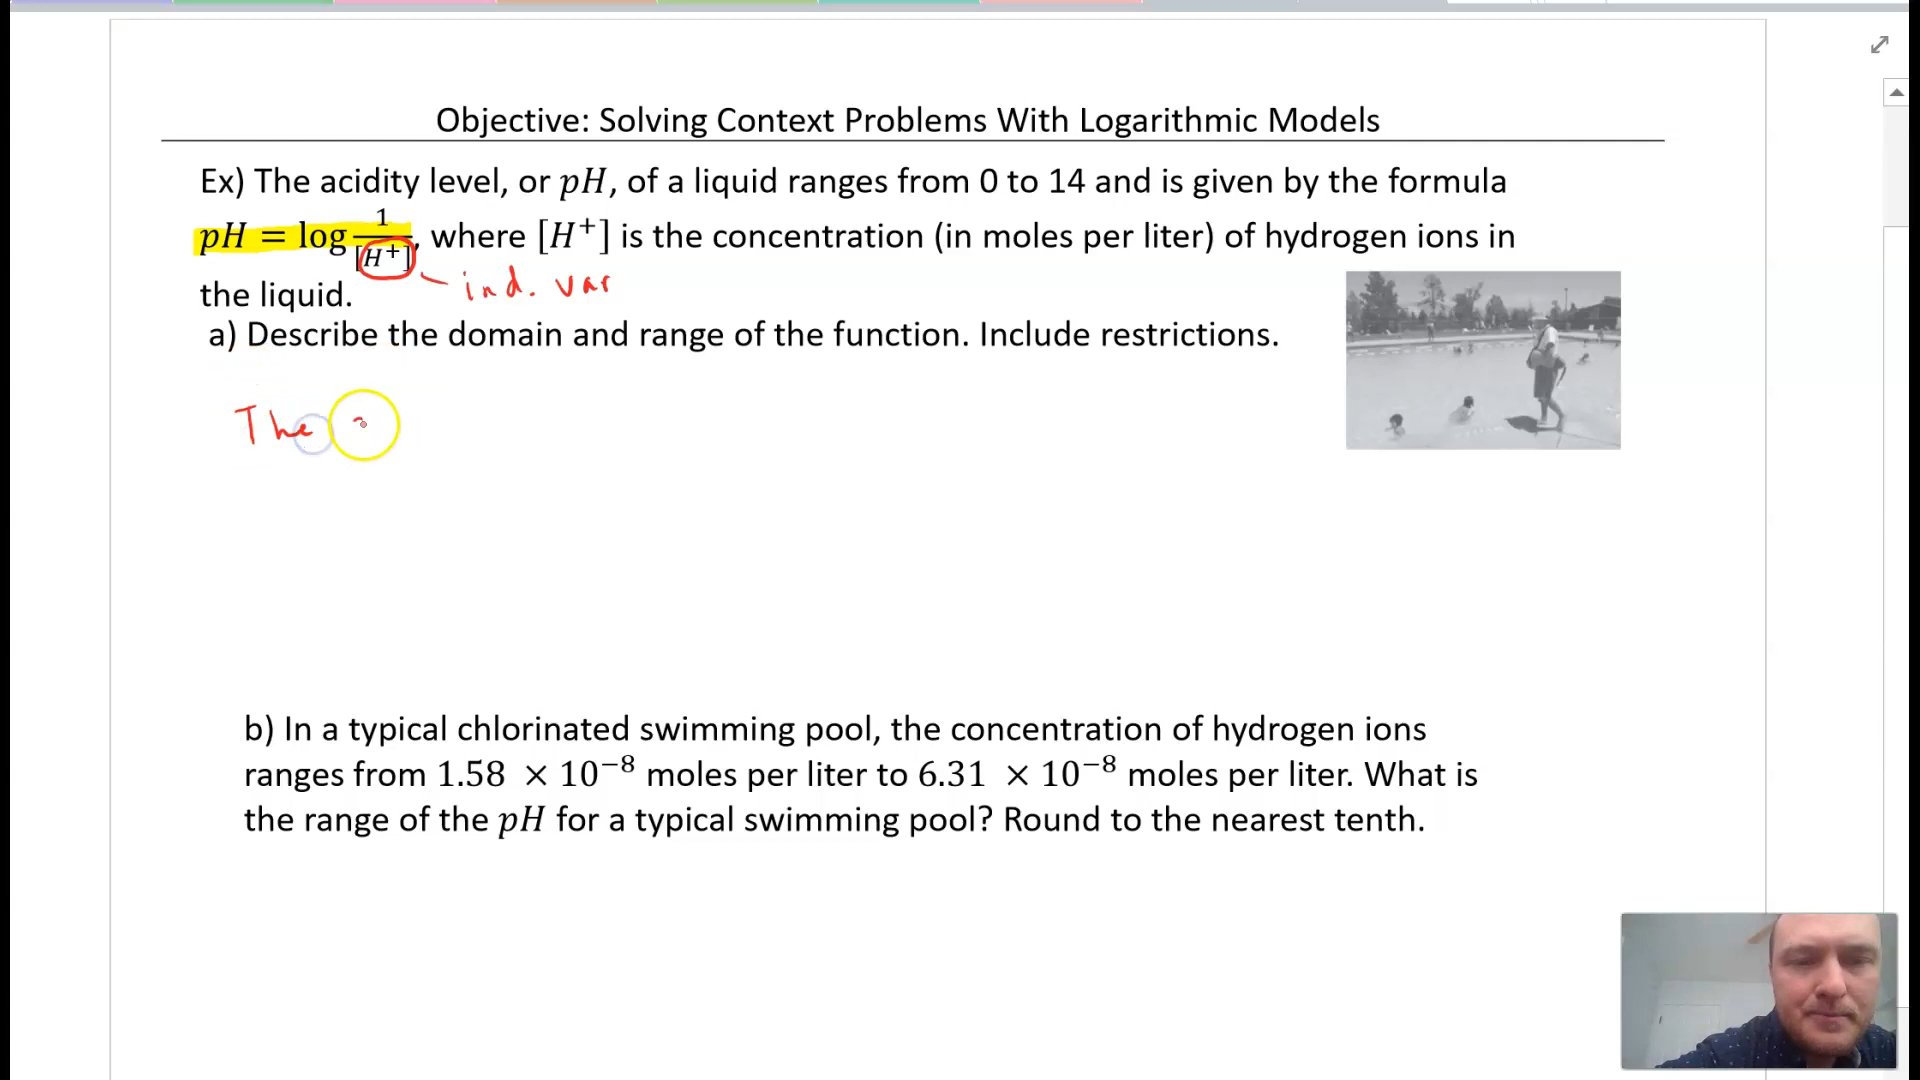 Objective: Solving Context Problems With Logarithmic Models
Ex) The acidity level, or pH, of a liquid ranges from 0 to 14 and is given by the formula
pH = log 1/[H⁺], where [H⁺] is the concentration (in moles per liter) of hydrogen ions in
ind. var
the liquid.
a) Describe the domain and range of the function. Include restrictions.
The
b) In a typical chlorinated swimming pool, the concentration of hydrogen ions
ranges from 1.58 × 10⁻⁸ moles per liter to 6.31 × 10⁻⁸ moles per liter. What is
the range of the pH for a typical swimming pool? Round to the nearest tenth.